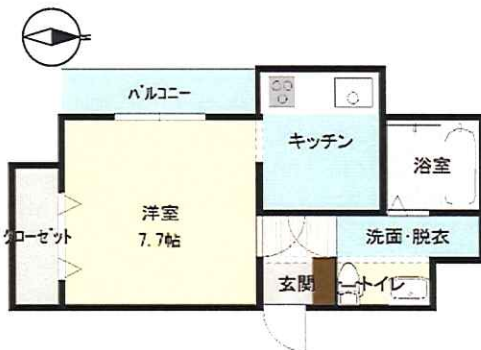 バルコニー
キッチン
浴室
洋室
7.7帖
クローゼット
洗面・脱衣
玄関
トイレ